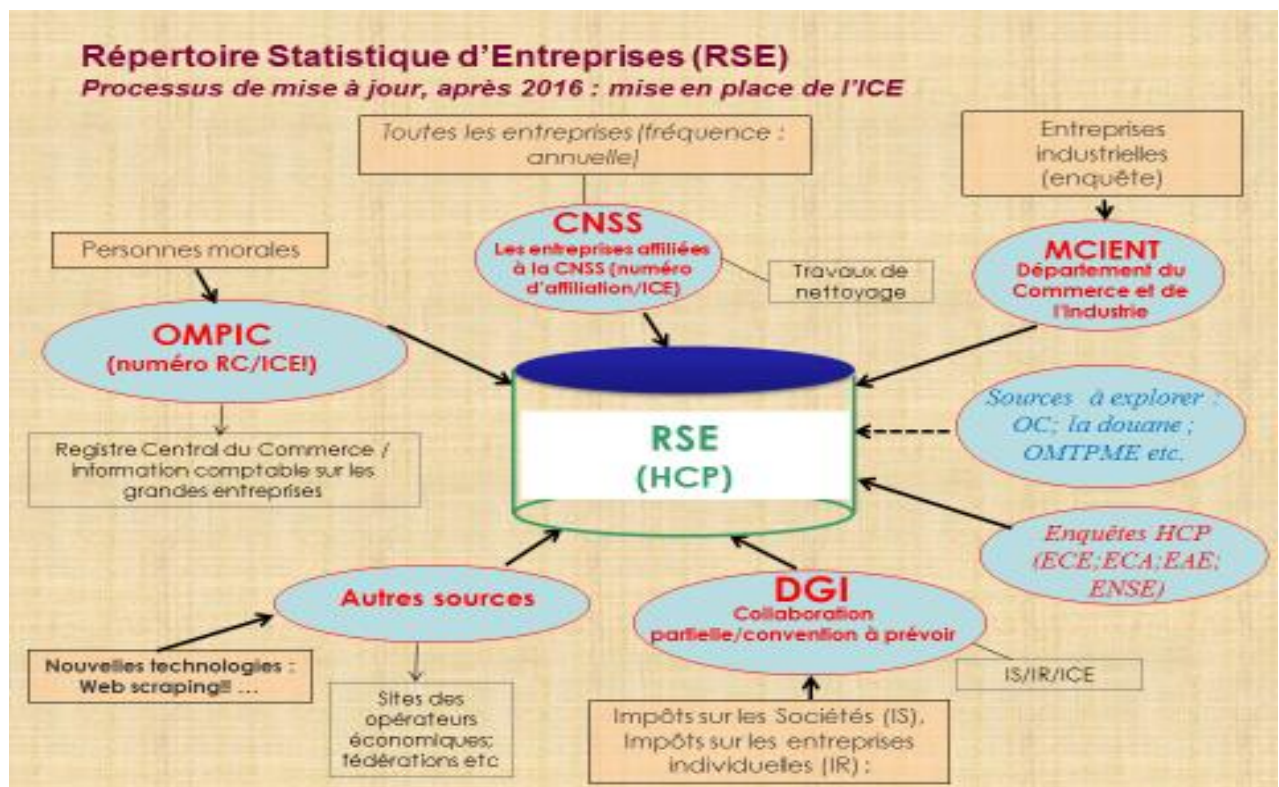 Répertoire Statistique d'Entreprises (RSE)
Processus de mise à jour, après 2016 : mise en place de l'ICE
Toutes les entreprises (fréquence :
annuelle)
Entreprises
industrielles
(enquête)
Personnes morales
CNSS
Les entreprises affiliées
à la CNSS (numéro
d'affiliation/ICE)
Travaux de
nettoyage
MCIENT
Département du
Commerce et de
l'Industrie
OMPIC
(numéro RC/ICE!)
Registre Central du Commerce /
information comptable sur les
grandes entreprises
RSE
(HCP)
Sources à explorer :
OC; la douane ;
OMTPME etc.
Enquêtes HCP
(ECE;ECA;EAE;
ENSE)
Autres sources
DGI
Collaboration
partielle/convention à prévoir
Nouvelles technologies :
Web scraping!! ...
Sites des
opérateurs
économiques;
fédérations etc
IS/IR/ICE
Impôts sur les Sociétés (IS),
Impôts sur les entreprises
individuelles (IR) ;